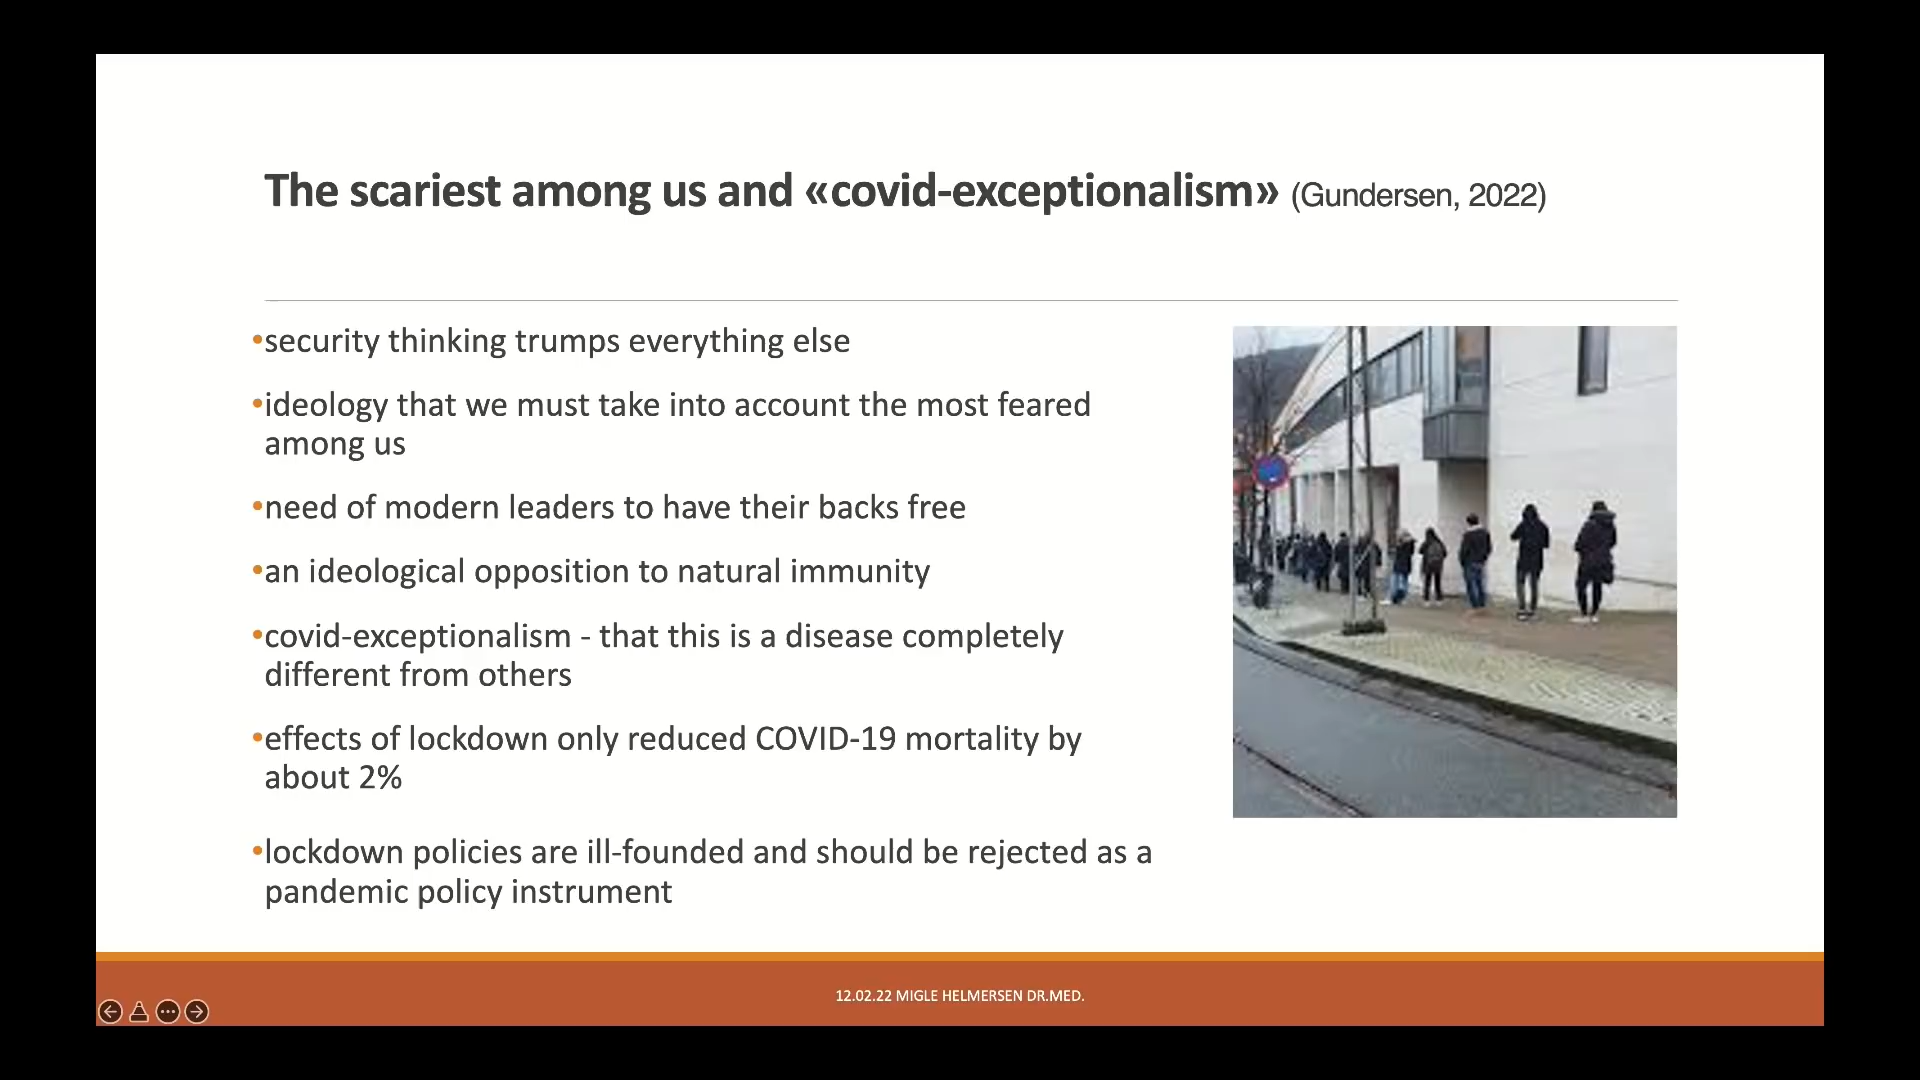 The scariest among us and «covid-exceptionalism» (Gundersen, 2022)
•security thinking trumps everything else
•ideology that we must take into account the most feared
among us
•need of modern leaders to have their backs free
•an ideological opposition to natural immunity
•covid-exceptionalism - that this is a disease completely
different from others
•effects of lockdown only reduced COVID-19 mortality by
about 2%
•lockdown policies are ill-founded and should be rejected as a
pandemic policy instrument
12.02.22 MIGLE HELMERSEN DR.MED.